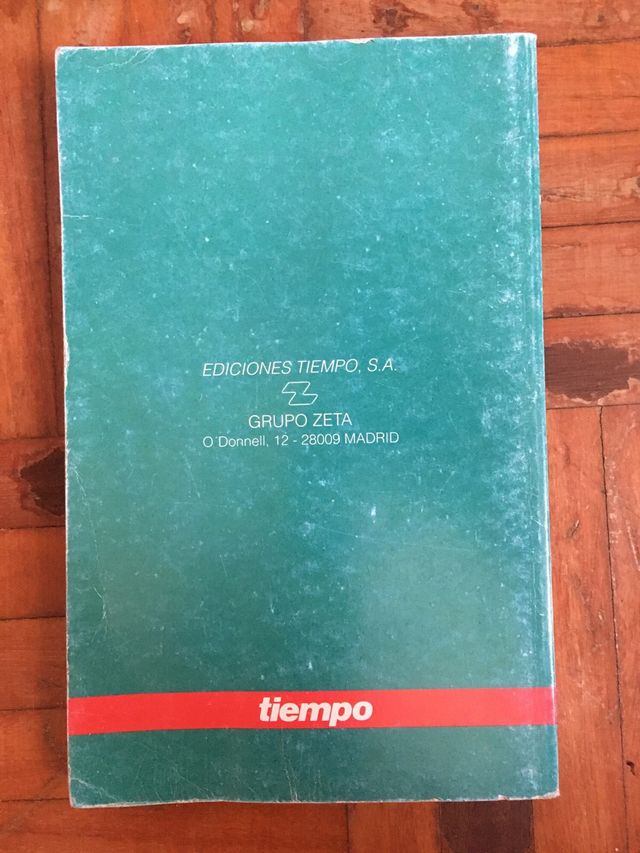 EDICIONES TIEMPO, S.A.
GRUPO ZETA
O´Donnell, 12 - 28009 MADRID
tiempo